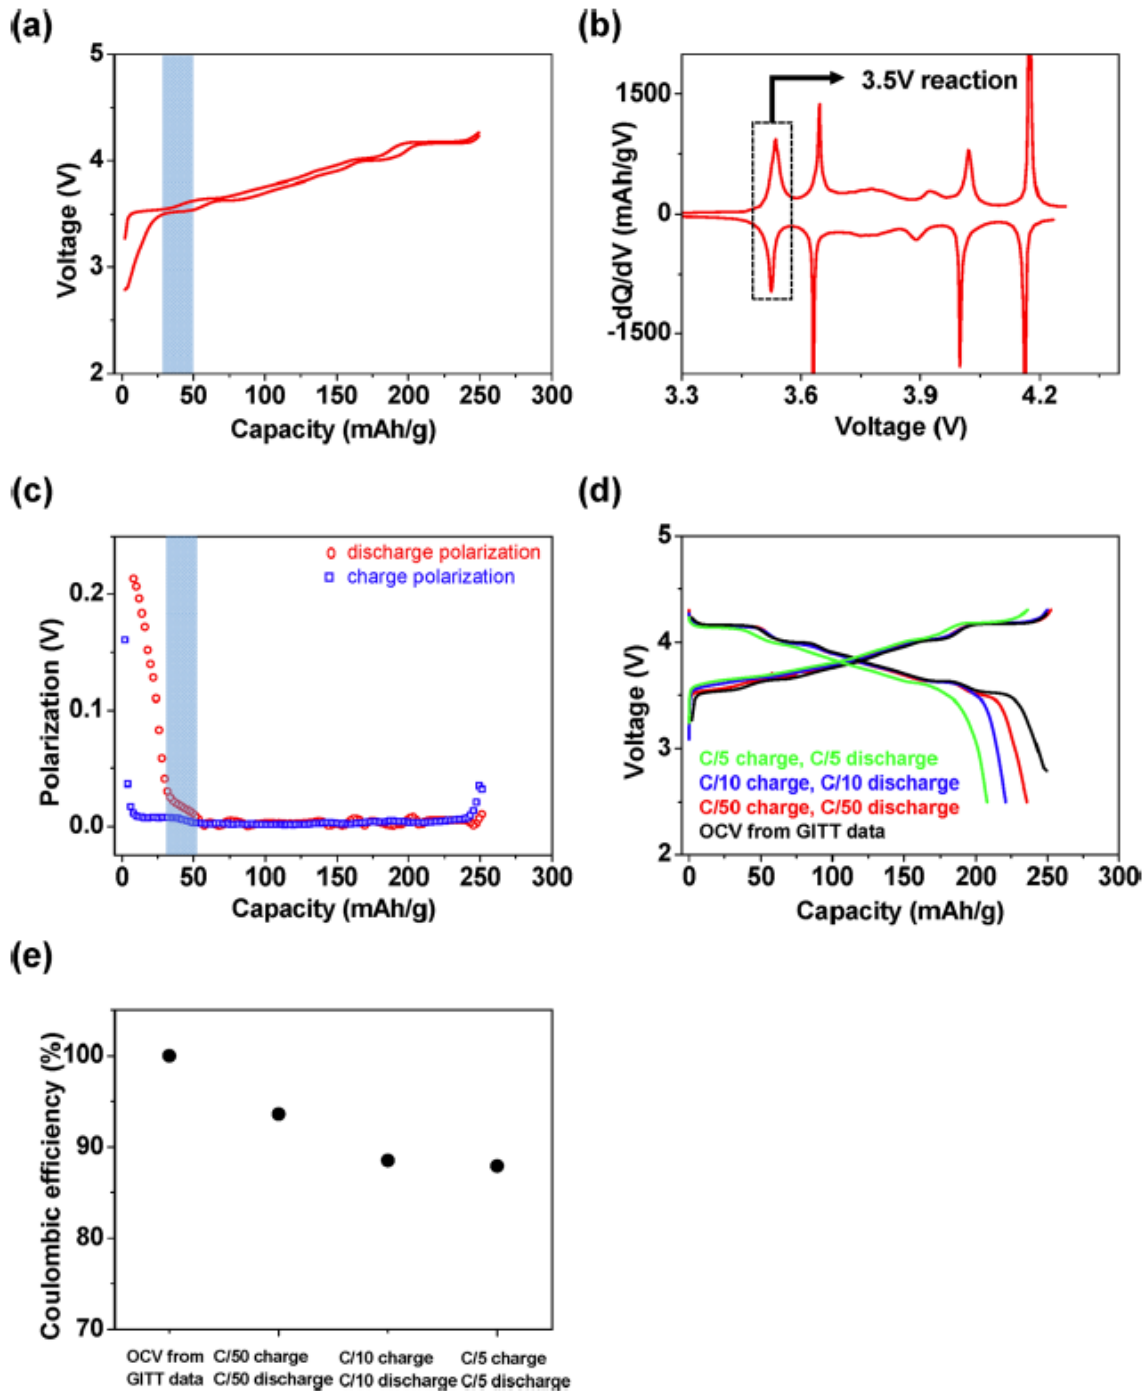 (a)
5
4
3
2
Voltage (V)
0 50 100 150 200 250 300
Capacity (mAh/g)
(b)
3.5V reaction
1500
0
-1500
dQ/dV (mAh/gV)
3.3 3.6 3.9 4.2
Voltage (V)
(c)
discharge polarization
charge polarization
0.2
0.1
0.0
Polarization (V)
0 50 100 150 200 250 300
Capacity (mAh/g)
(d)
5
4
3
2
Voltage (V)
C/5 charge, C/5 discharge
C/10 charge, C/10 discharge
C/50 charge, C/50 discharge
OCV from GITT data
0 50 100 150 200 250 300
Capacity (mAh/g)
(e)
100
90
80
70
Coulombic efficiency (%)
OCV from C/50 charge C/10 charge C/5 charge
GITT data C/50 discharge C/10 discharge C/5 discharge